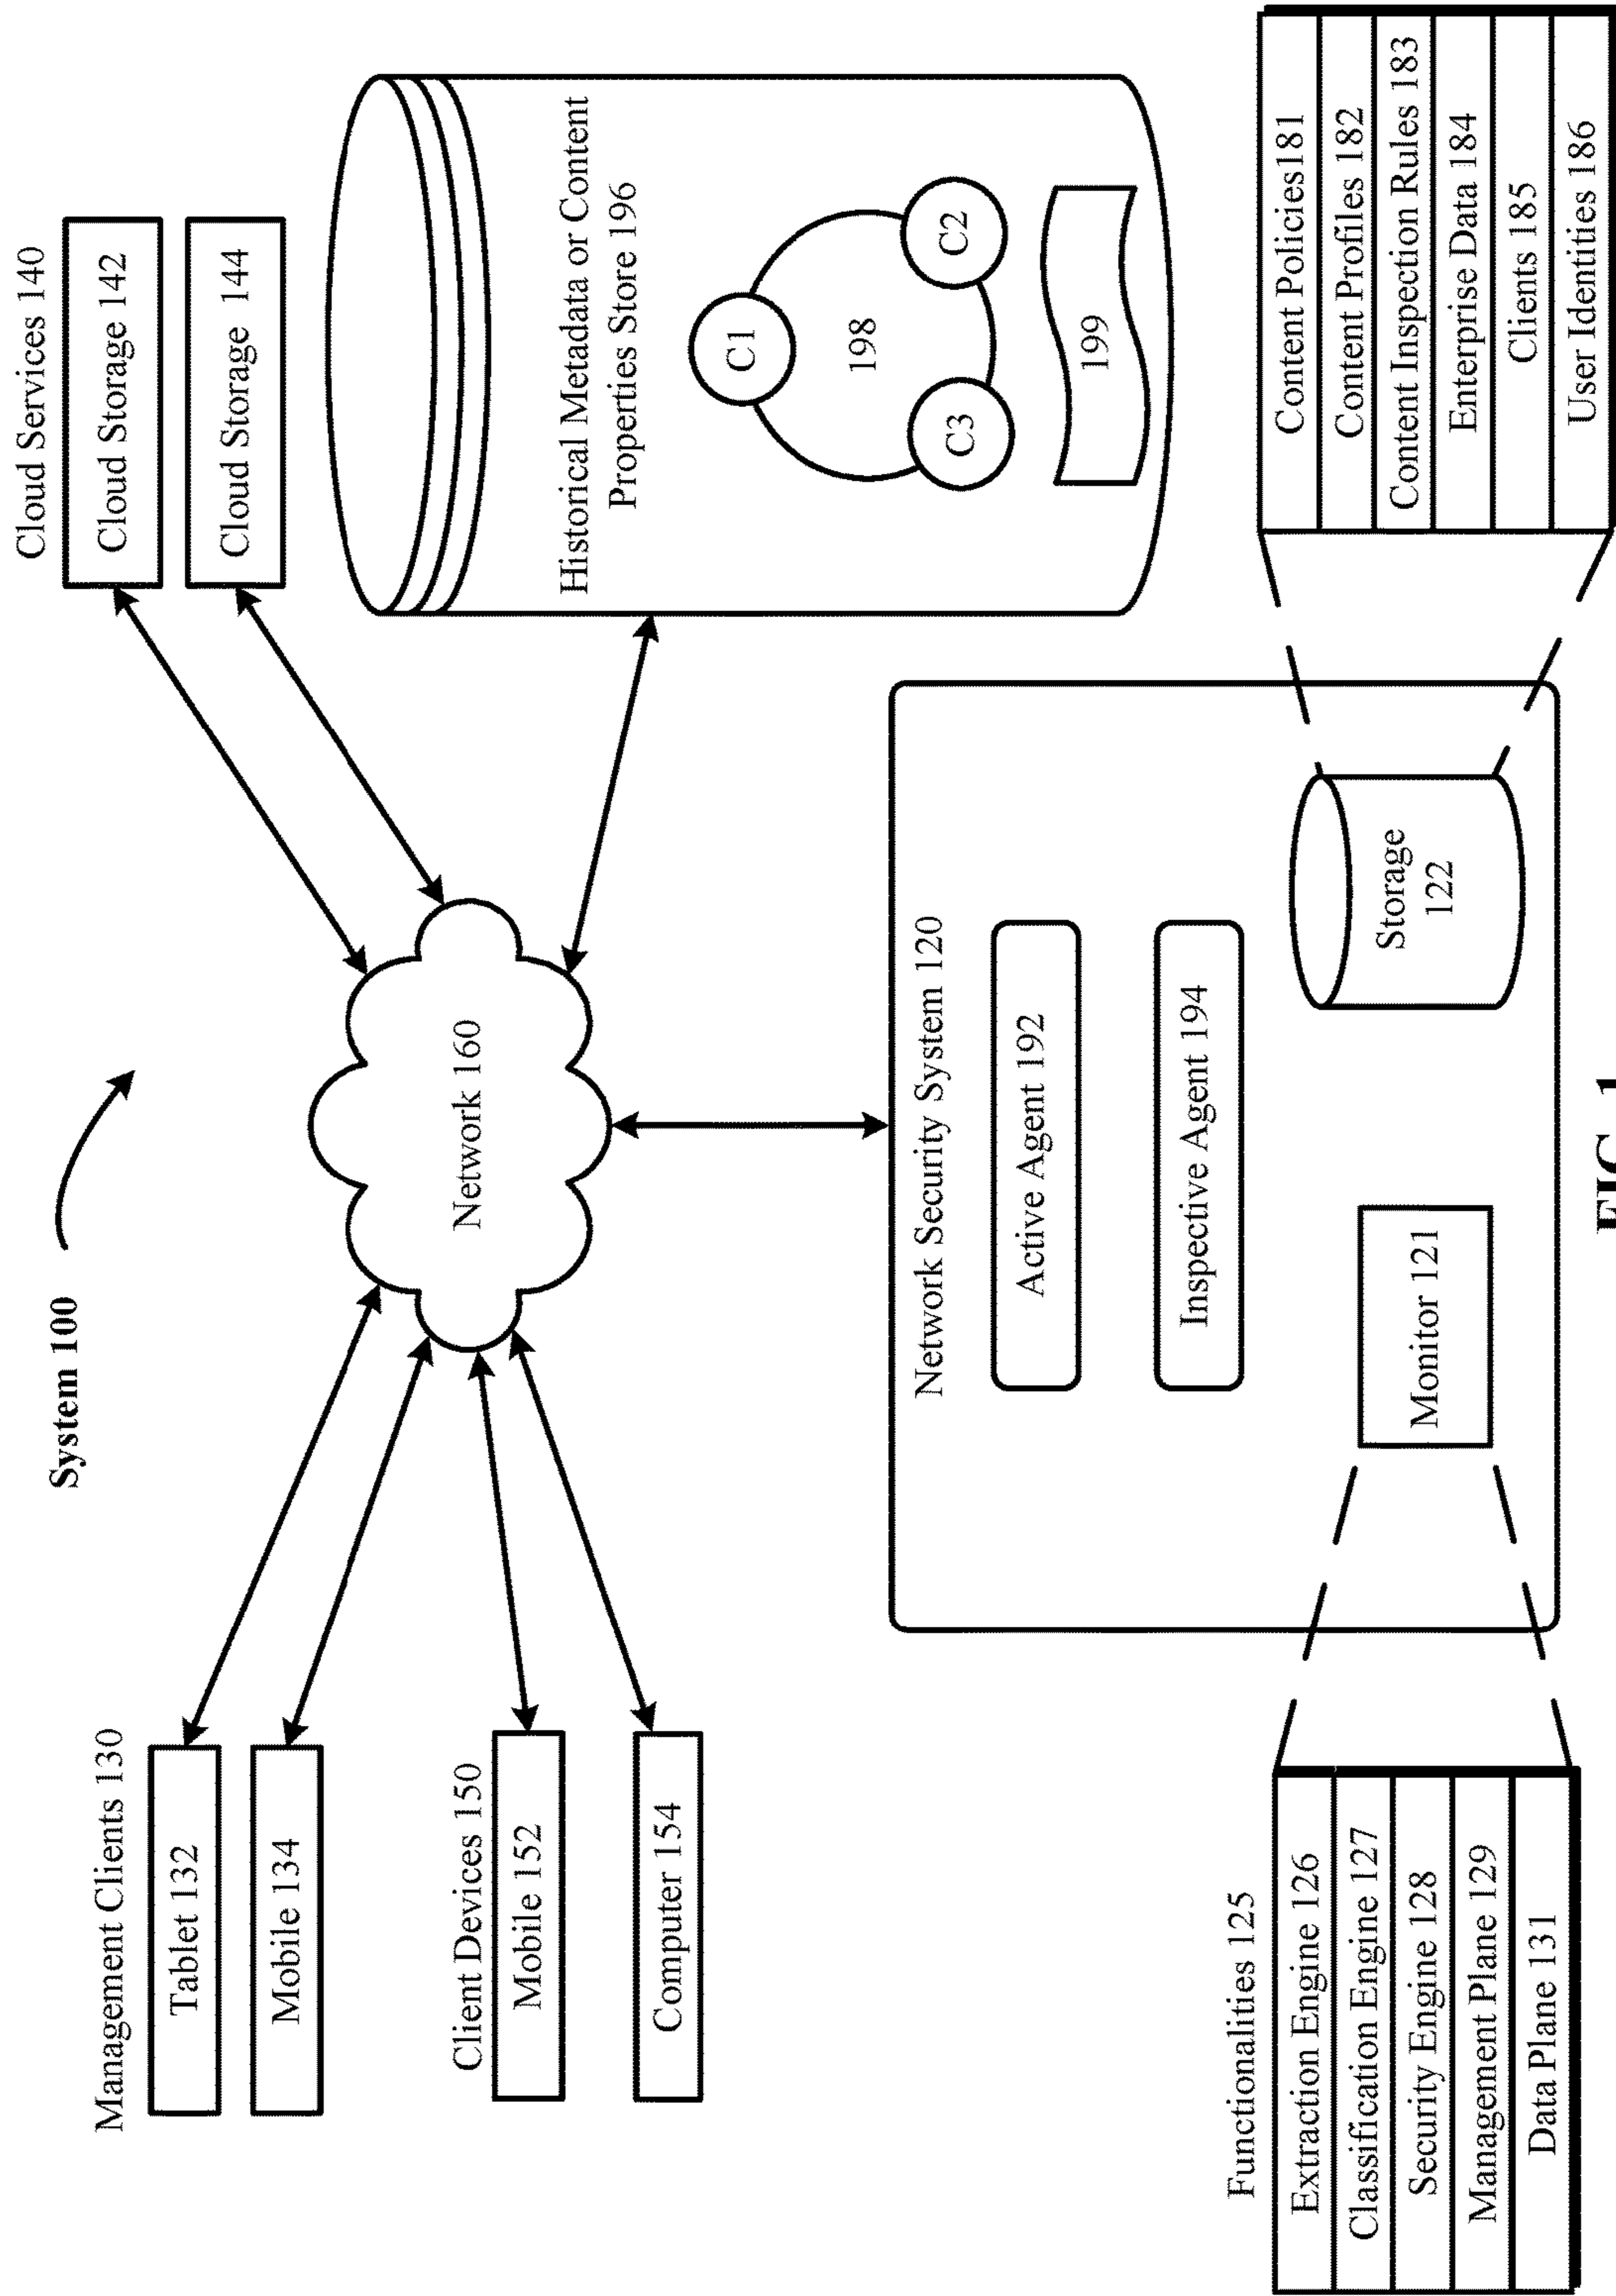 System 100
Management Clients 130
Tablet 132
Mobile 134
Client Devices 150
Mobile 152
Computer 154
Network 160
Cloud Services 140
Cloud Storage 142
Cloud Storage 144
Historical Metadata or Content
Properties Store 196
C1
198
C3
C2
199
Network Security System 120
Active Agent 192
Inspective Agent 194
Monitor 121
Storage
122
Functionalities 125
Extraction Engine 126
Classification Engine 127
Security Engine 128
Management Plane 129
Data Plane 131
Content Policies181
Content Profiles 182
Content Inspection Rules 183
Enterprise Data 184
Clients 185
User Identities 186
FIG. 1